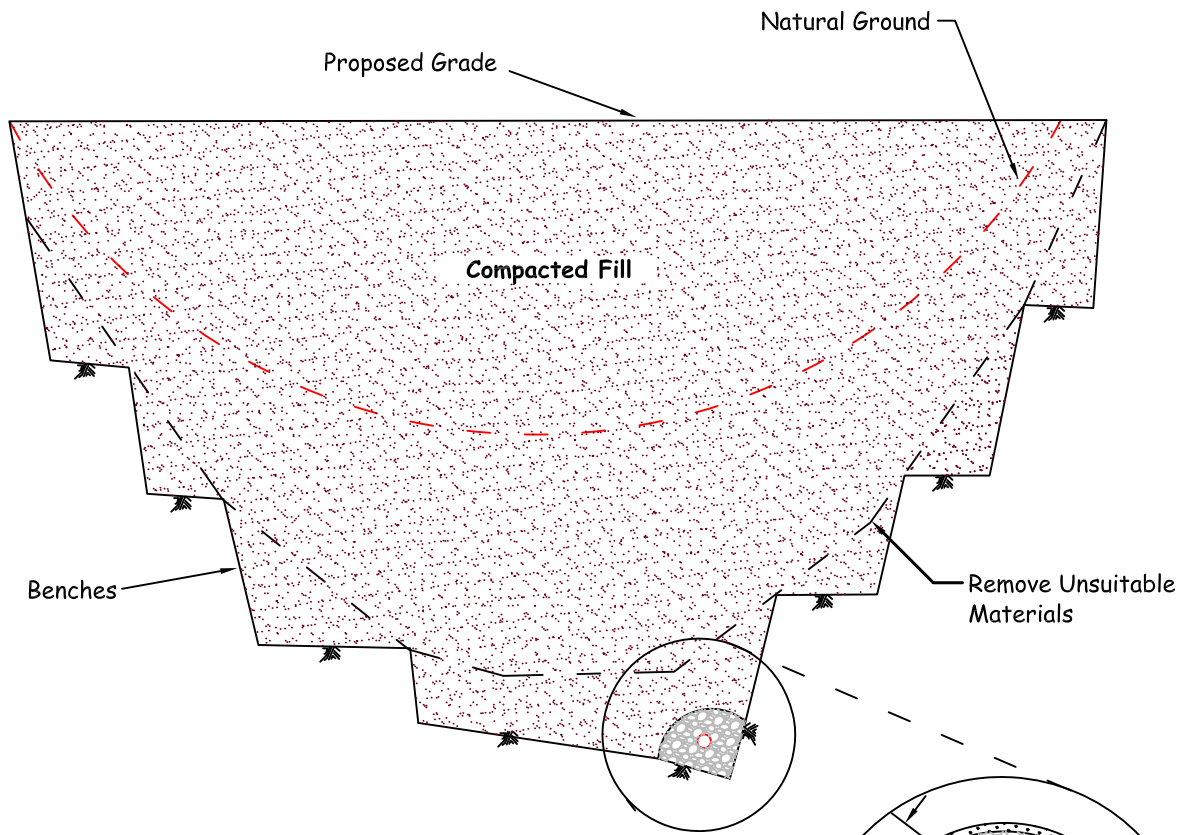 Natural Ground
Proposed Grade
Compacted Fill
Benches
Remove Unsuitable
Materials